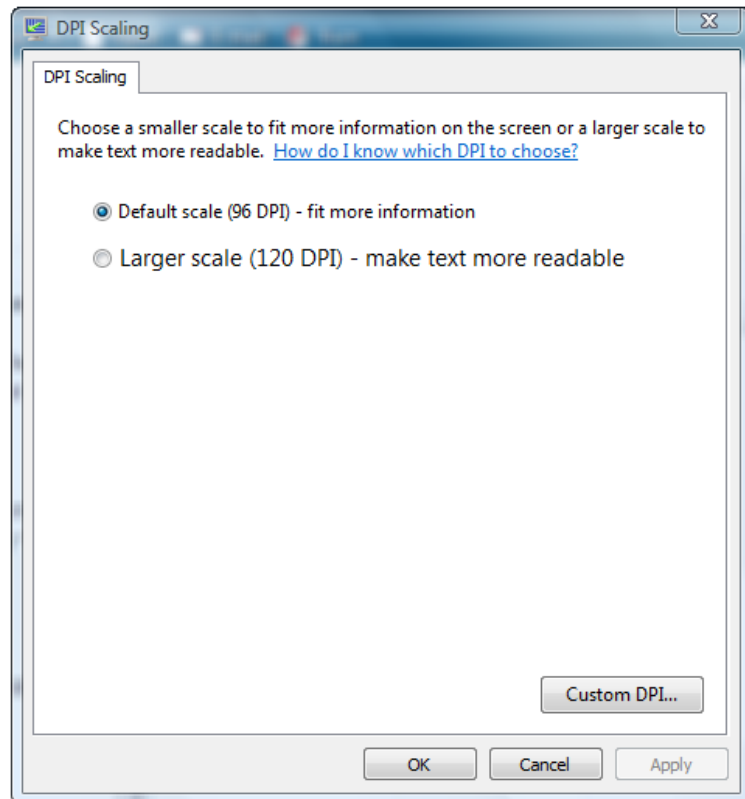 DPI Scaling
DPI Scaling
Choose a smaller scale to fit more information on the screen or a larger scale to
make text more readable. How do I know which DPI to choose?
Default scale (96 DPI) - fit more information
Larger scale (120 DPI) - make text more readable
Custom DPI...
OK Cancel Apply